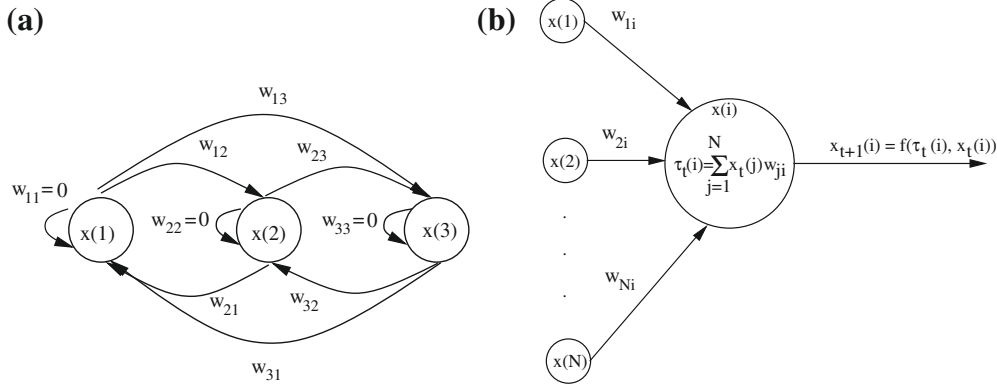 (a)
w13
w12
w23
w11=0
w22=0
w33=0
x(1)
x(2)
x(3)
w21
w32
w31
(b)
x(1)
w1i
x(2)
w2i
.
.
.
x(N)
wNi
x(i)
τt(i)=∑j=1N xt(j)wji
xt+1(i) = f(τt(i), xt(i))